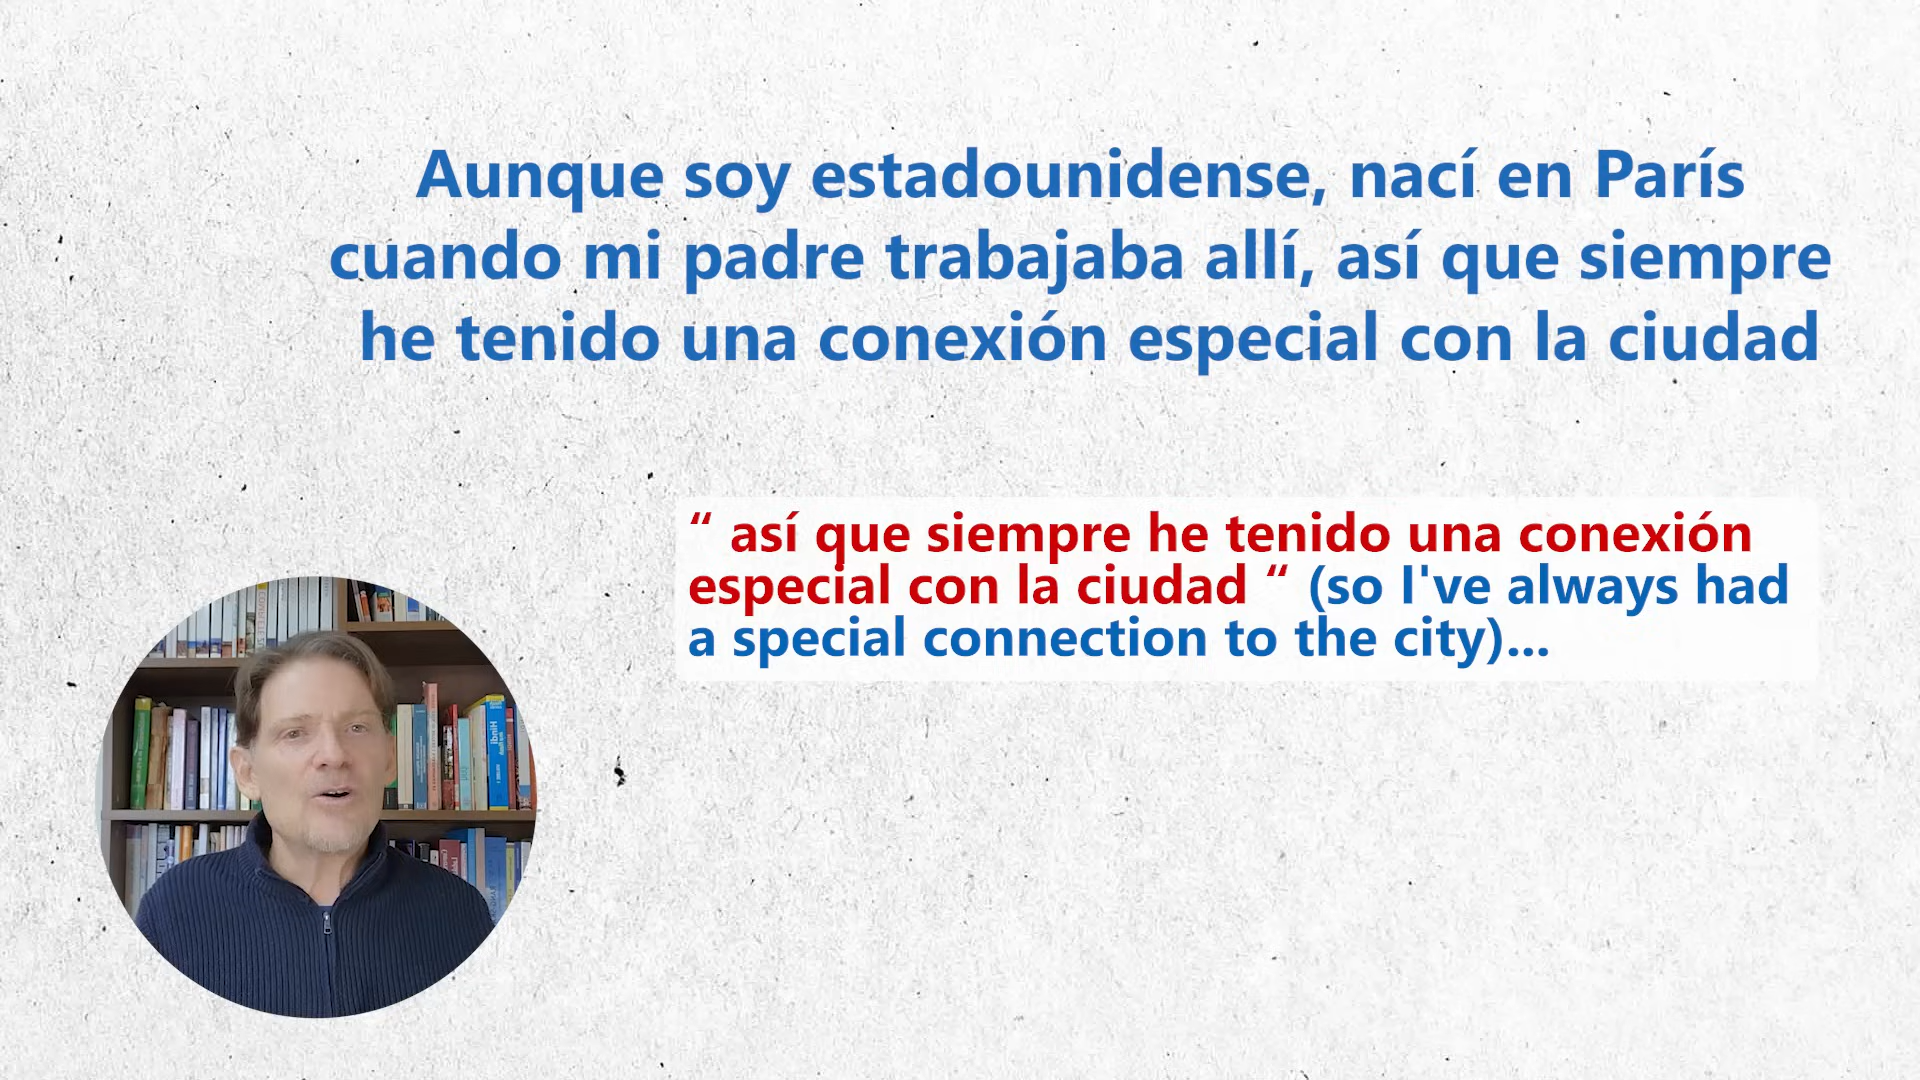 Aunque soy estadounidense, nací en París
cuando mi padre trabajaba allí, así que siempre
he tenido una conexión especial con la ciudad
“ así que siempre he tenido una conexión
especial con la ciudad “ (so I've always had
a special connection to the city)...
Hindi